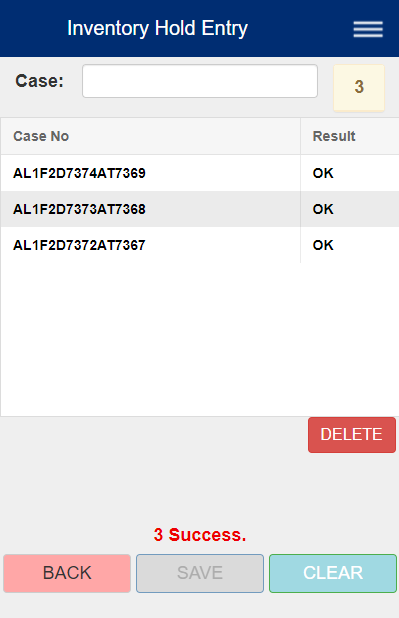 Inventory Hold Entry
Case: 3
Case No Result
AL1F2D7374AT7369 OK
AL1F2D7373AT7368 OK
AL1F2D7372AT7367 OK
DELETE
3 Success.
BACK SAVE CLEAR